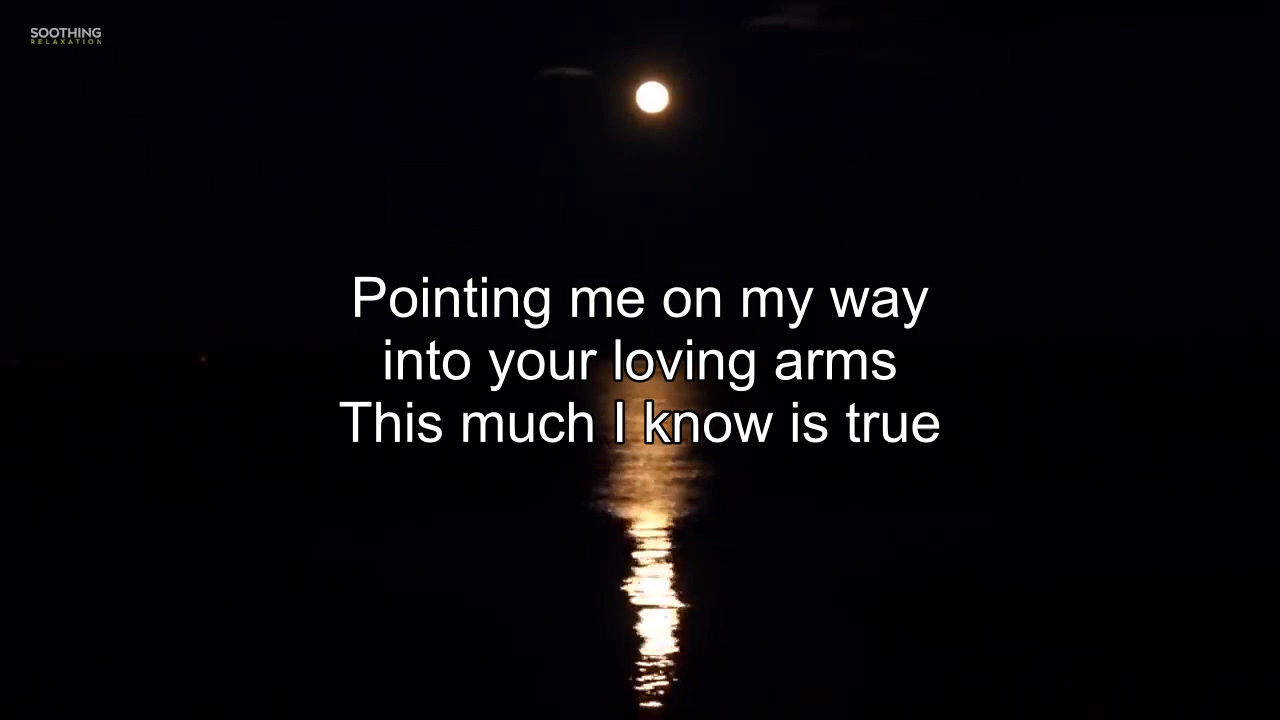 SOOTHING
RELAXATION
Pointing me on my way
into your loving arms
This much I know is true